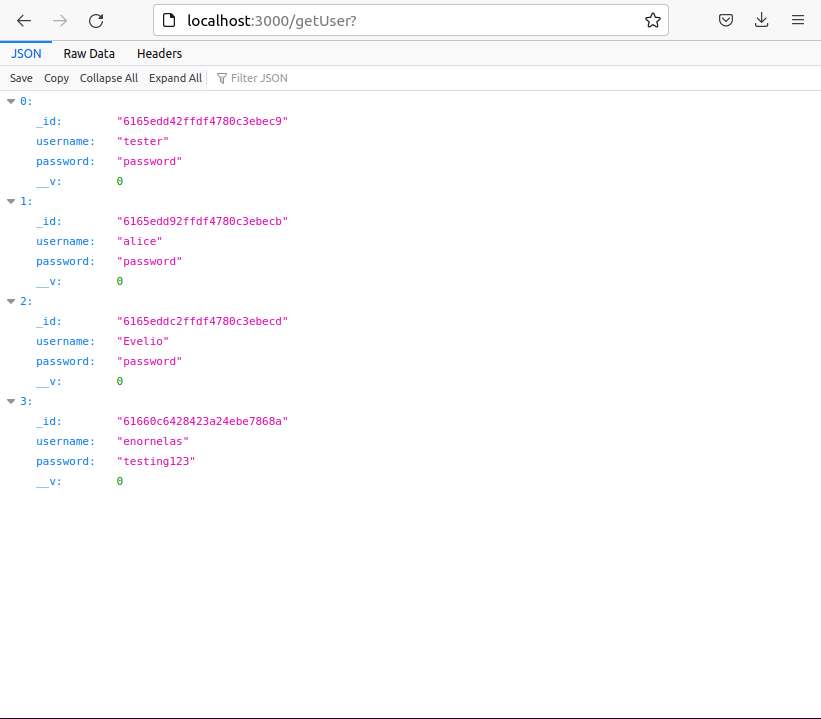 localhost:3000/getUser?
JSON Raw Data Headers
Save Copy Collapse All Expand All Filter JSON
0:
_id: "6165edd42ffdf4780c3ebec9"
username: "tester"
password: "password"
__v: 0
1:
_id: "6165edd92ffdf4780c3ebecb"
username: "alice"
password: "password"
__v: 0
2:
_id: "6165eddc2ffdf4780c3ebecd"
username: "Evelio"
password: "password"
__v: 0
3:
_id: "61660c6428423a24ebe7868a"
username: "enornelas"
password: "testing123"
__v: 0